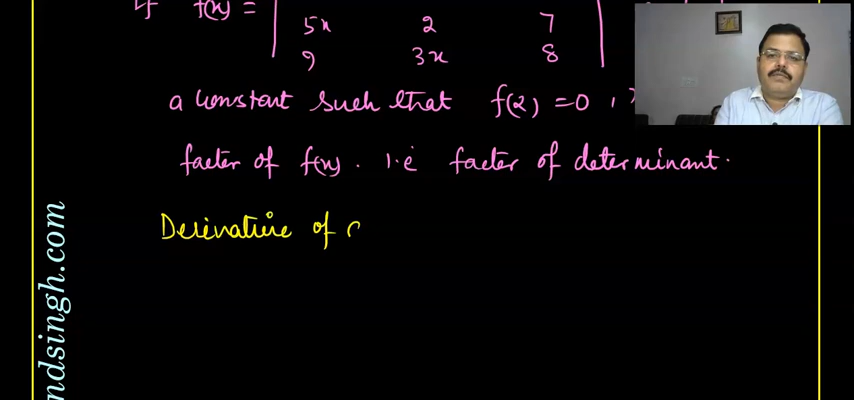 If f(x) =
5x 2 7
9 3x 8
a constant such that f(2) = 0 ,
factor of f(x) . i.e factor of determinant.
Derivative of
ndsingh.com